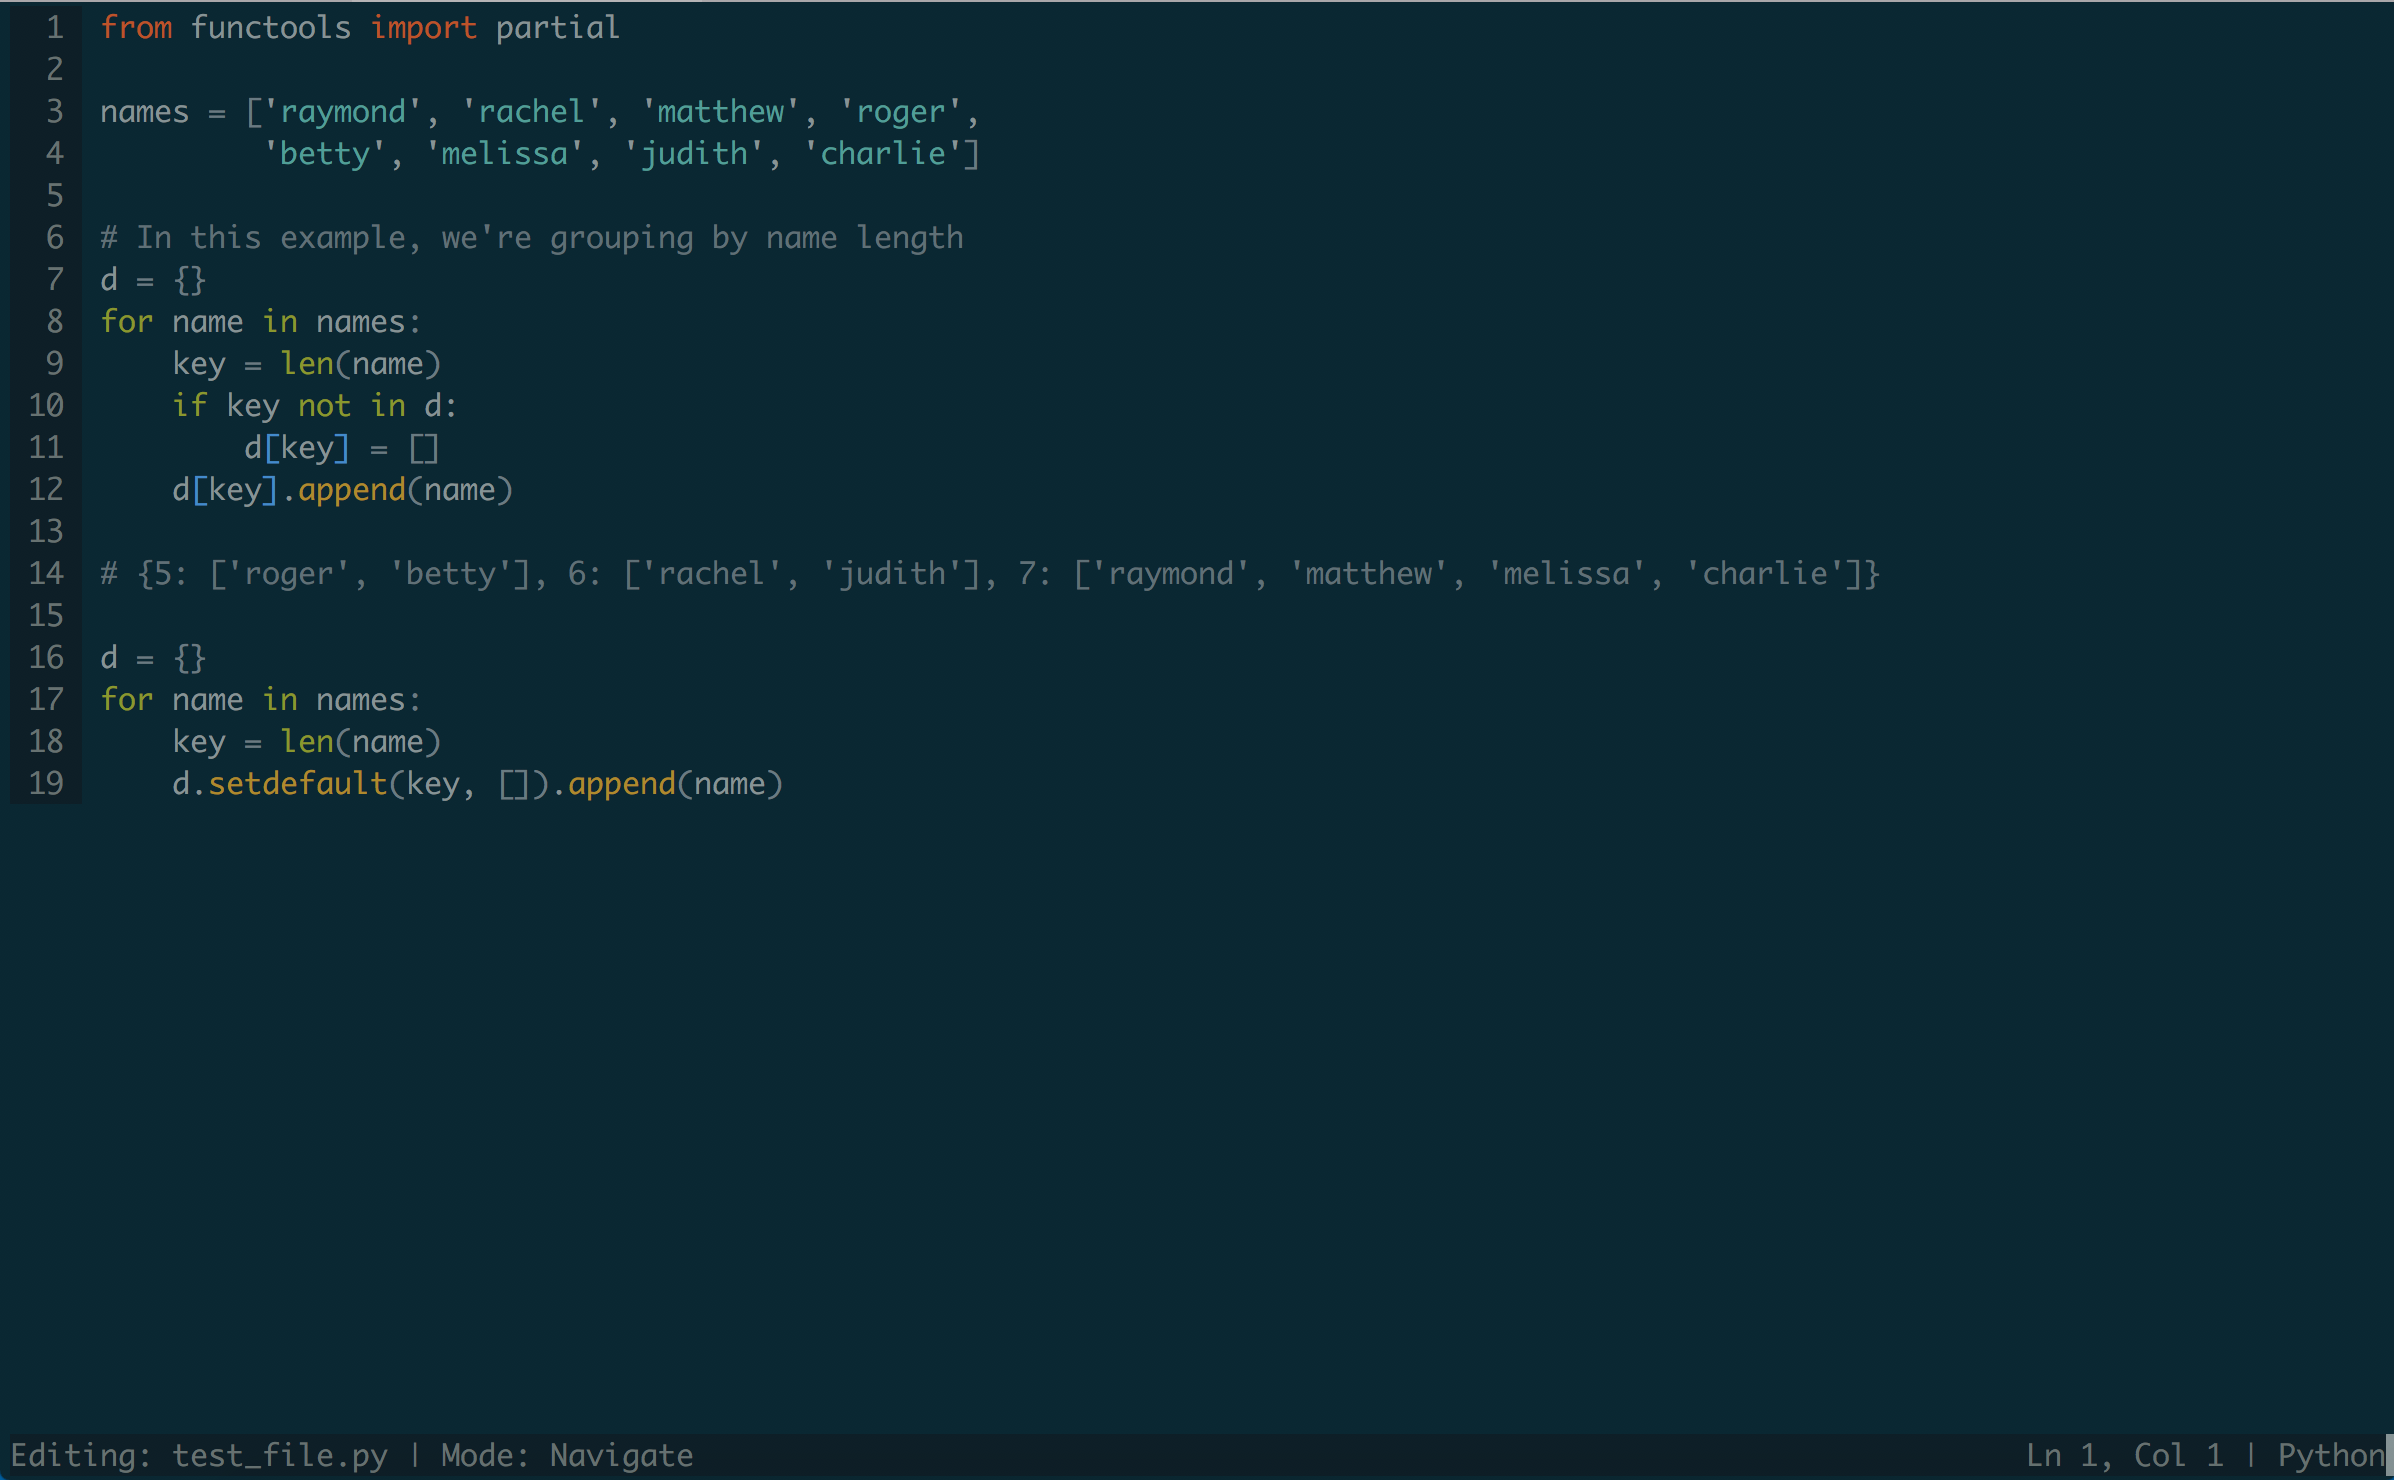 1 from functools import partial
2
3 names = ['raymond', 'rachel', 'matthew', 'roger',
4          'betty', 'melissa', 'judith', 'charlie']
5
6 # In this example, we're grouping by name length
7 d = {}
8 for name in names:
9     key = len(name)
10     if key not in d:
11         d[key] = []
12     d[key].append(name)
13
14 # {5: ['roger', 'betty'], 6: ['rachel', 'judith'], 7: ['raymond', 'matthew', 'melissa', 'charlie']}
15
16 d = {}
17 for name in names:
18     key = len(name)
19     d.setdefault(key, []).append(name)
Editing: test_file.py | Mode: Navigate Ln 1, Col 1 | Python